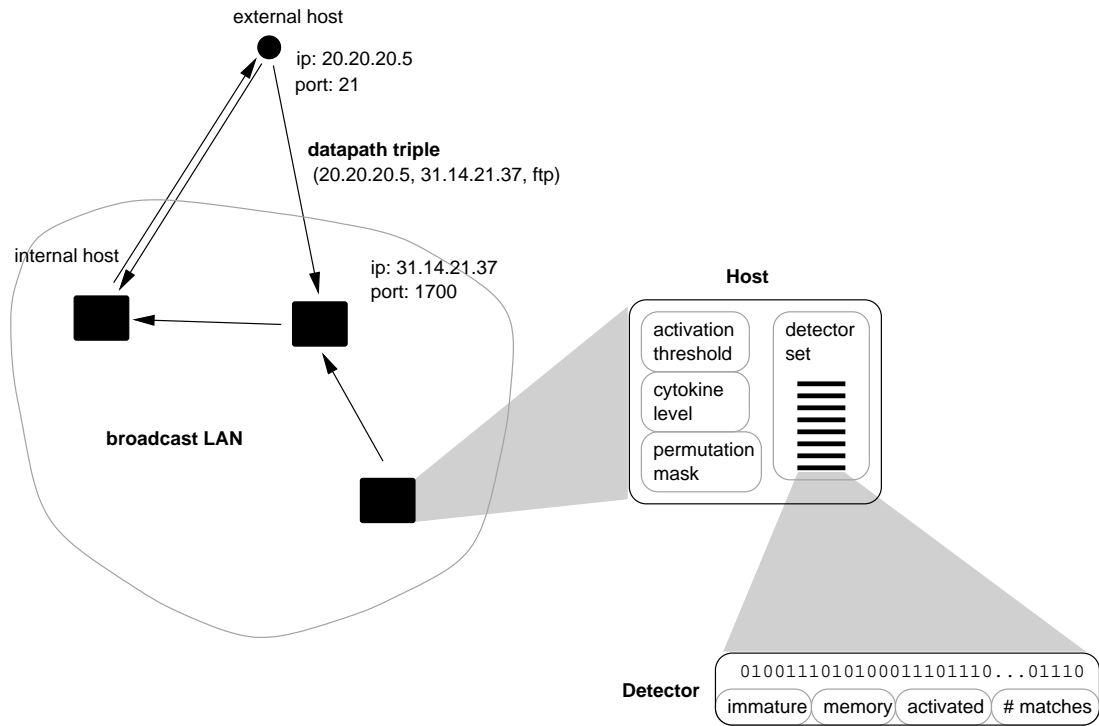 external host
ip: 20.20.20.5
port: 21
datapath triple
(20.20.20.5, 31.14.21.37, ftp)
internal host
ip: 31.14.21.37
port: 1700
broadcast LAN
Host
activation
threshold
cytokine
level
permutation
mask
detector
set
0100111010100011101110...01110
Detector
immature
memory
activated
# matches